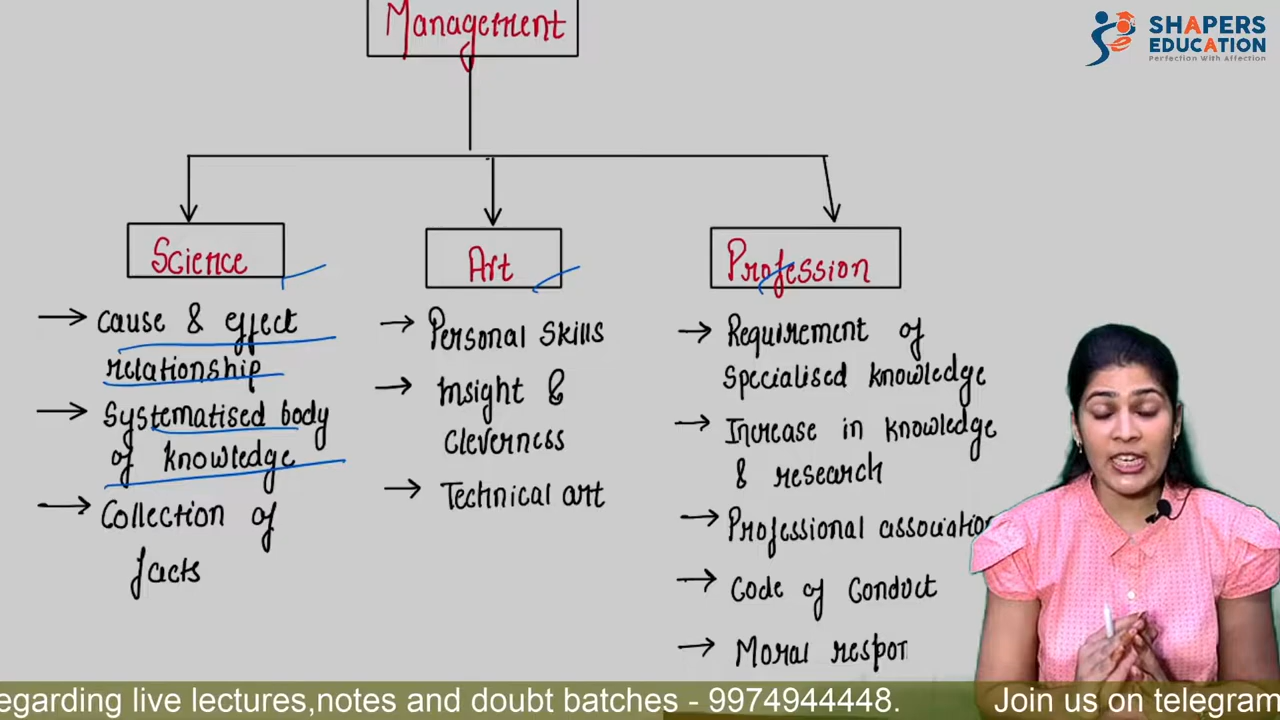 Management
SHAPERS
EDUCATION
Perfection With Affection
Science
Cause & effect
relationship
Systematised body
of knowledge
Collection of
facts
Art
Personal Skills
Insight &
Cleverness
Technical art
Profession
Requirement of
Specialised knowledge
Increase in knowledge
& research
Professional association
Code of Conduct
Moral respon
egarding live lectures,notes and doubt batches - 9974944448.
Join us on telegram